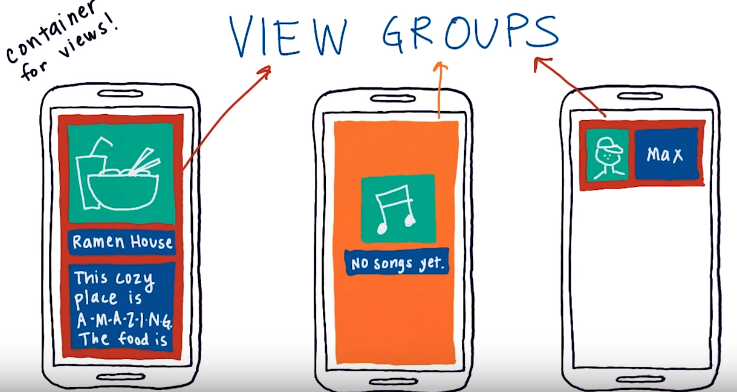 container
for views!
VIEW GROUPS
Ramen House
This cozy
place is
A-M-A-Z-I-N-G.
The food is
No songs yet.
Max